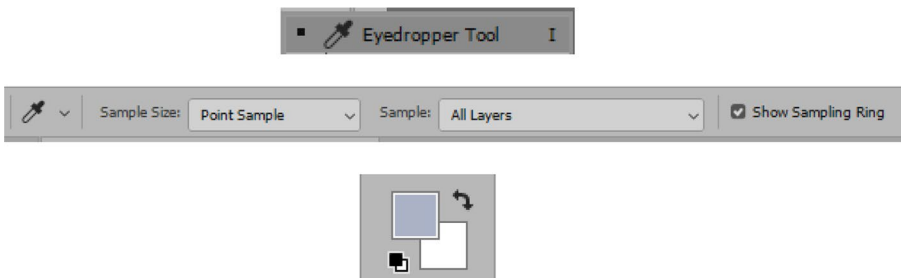 Eyedropper Tool I
Sample Size: Point Sample Sample: All Layers Show Sampling Ring